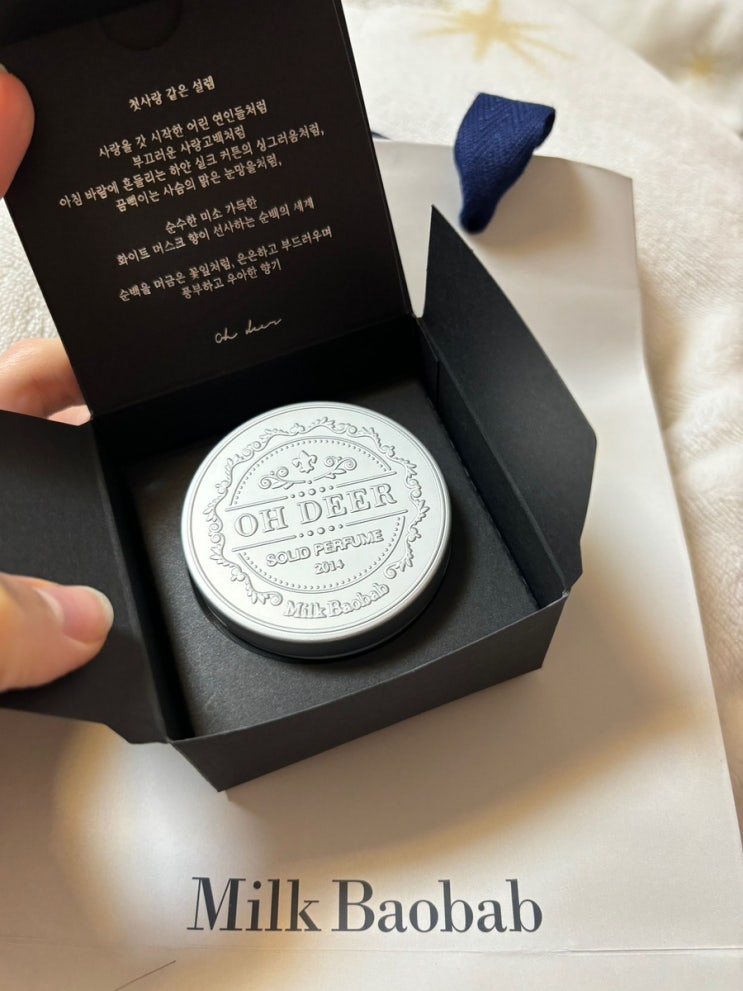 첫사랑 같은 설렘
사랑을 갓 시작한 어린 연인들처럼
부끄러운 사랑고백처럼
아침 바람에 흔들리는 하얀 실크 커튼의 싱그러움처럼,
끔뻑이는 사슴의 맑은 눈망울처럼,
순수한 미소 가득한
화이트 머스크 향이 선사하는 순백의 세계
순백을 머금은 꽃잎처럼, 은은하고 부드러우며
풍부하고 우아한 향기
oh deer
OH DEER
SOLID PERFUME
2014
Milk Baobab
Milk Baobab